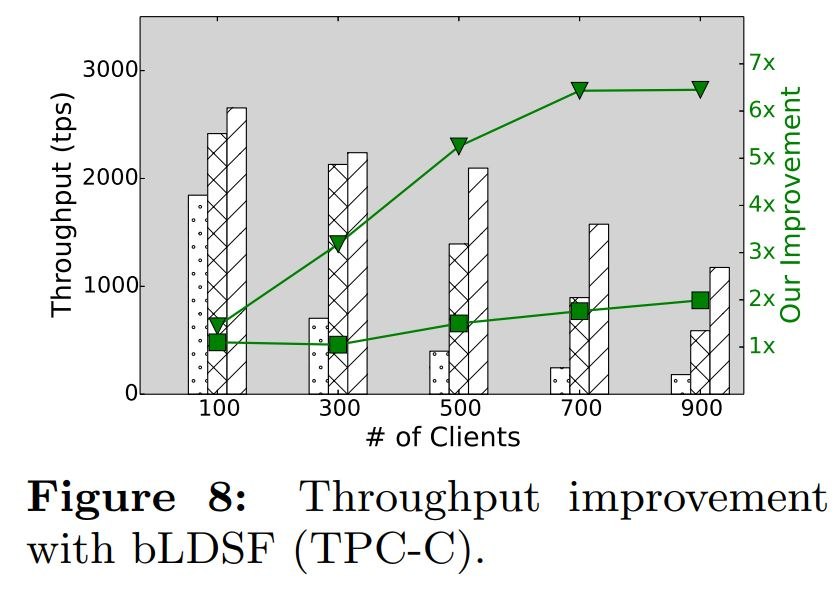 3000
2000
1000
0
Throughput (tps)
7x
6x
5x
4x
3x
2x
1x
Our Improvement
100 300 500 700 900
# of Clients
Figure 8: Throughput improvement
with bLDSF (TPC-C).